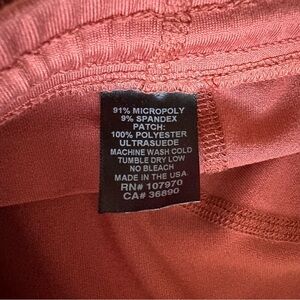 91% MICROPOLY
9% SPANDEX
PATCH:
100% POLYESTER
ULTRASUEDE
MACHINE WASH COLD
TUMBLE DRY LOW
NO BLEACH
MADE IN THE USA
RN# 107970
CA# 36890